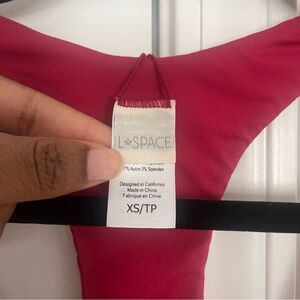 L*SPACE
% Nylon 3% Spandex
Designed in California
Made in China
Fabriqué en Chine
XS/TP